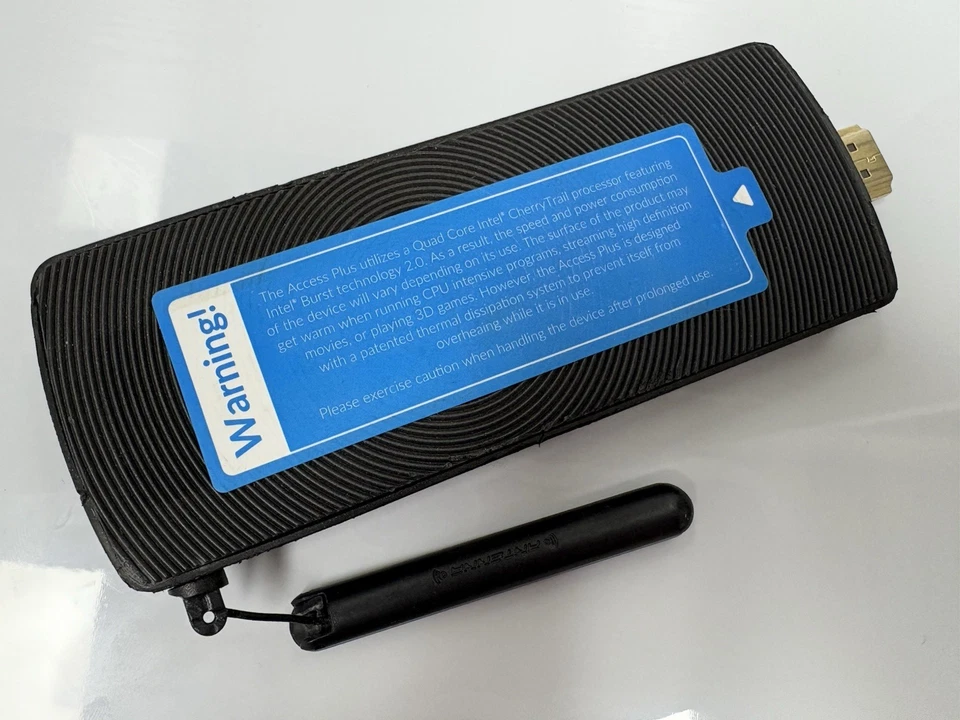 Warning!
The Access Plus utilizes a Quad Core Intel® CherryTrail processor featuring
Intel® Burst technology 2.0. As a result, the speed and power consumption
of the device will vary depending on its use. The surface of the product may
get warm when running CPU intensive programs, streaming high definition
movies, or playing 3D games. However, the Access Plus is designed
with a patented thermal dissipation system to prevent itself from
overheaing while it is in use.
Please exercise caution when handling the device after prolonged use.
ANTENNA